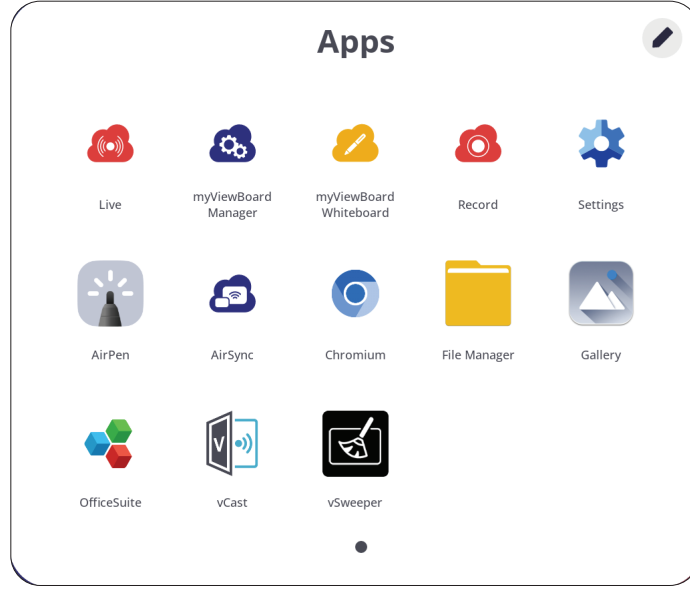 Apps
Live
myViewBoard
Manager
myViewBoard
Whiteboard
Record
Settings
AirPen
AirSync
Chromium
File Manager
Gallery
V
OfficeSuite
vCast
vSweeper